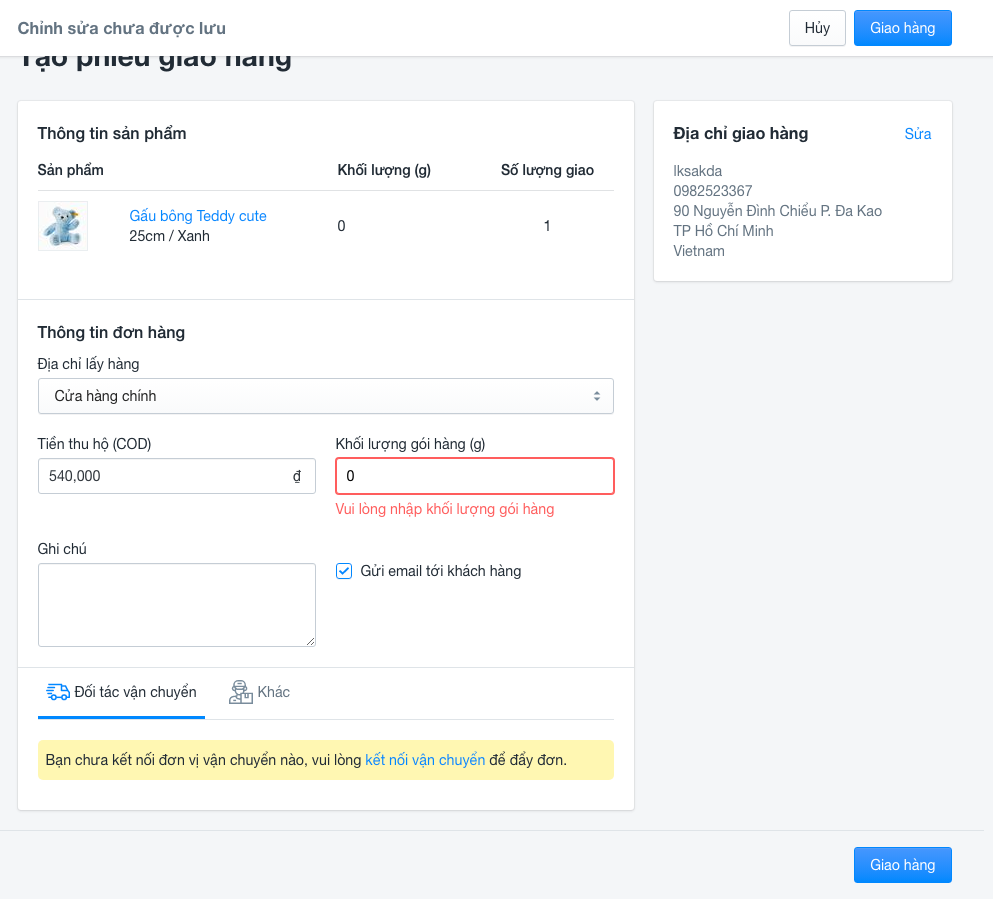 Chỉnh sửa chưa được lưu
Hủy
Giao hàng
Tạo phiếu giao hàng
Thông tin sản phẩm
Sản phẩm Khối lượng (g) Số lượng giao
Gấu bông Teddy cute
25cm / Xanh
0
1
Địa chỉ giao hàng
Sửa
lksakda
0982523367
90 Nguyễn Đình Chiểu P. Đa Kao
TP Hồ Chí Minh
Vietnam
Thông tin đơn hàng
Địa chỉ lấy hàng
Cửa hàng chính
Tiền thu hộ (COD)
540,000 ₫
Khối lượng gói hàng (g)
0
Vui lòng nhập khối lượng gói hàng
Ghi chú
Gửi email tới khách hàng
Đối tác vận chuyển
Khác
Bạn chưa kết nối đơn vị vận chuyển nào, vui lòng kết nối vận chuyển để đẩy đơn.
Giao hàng